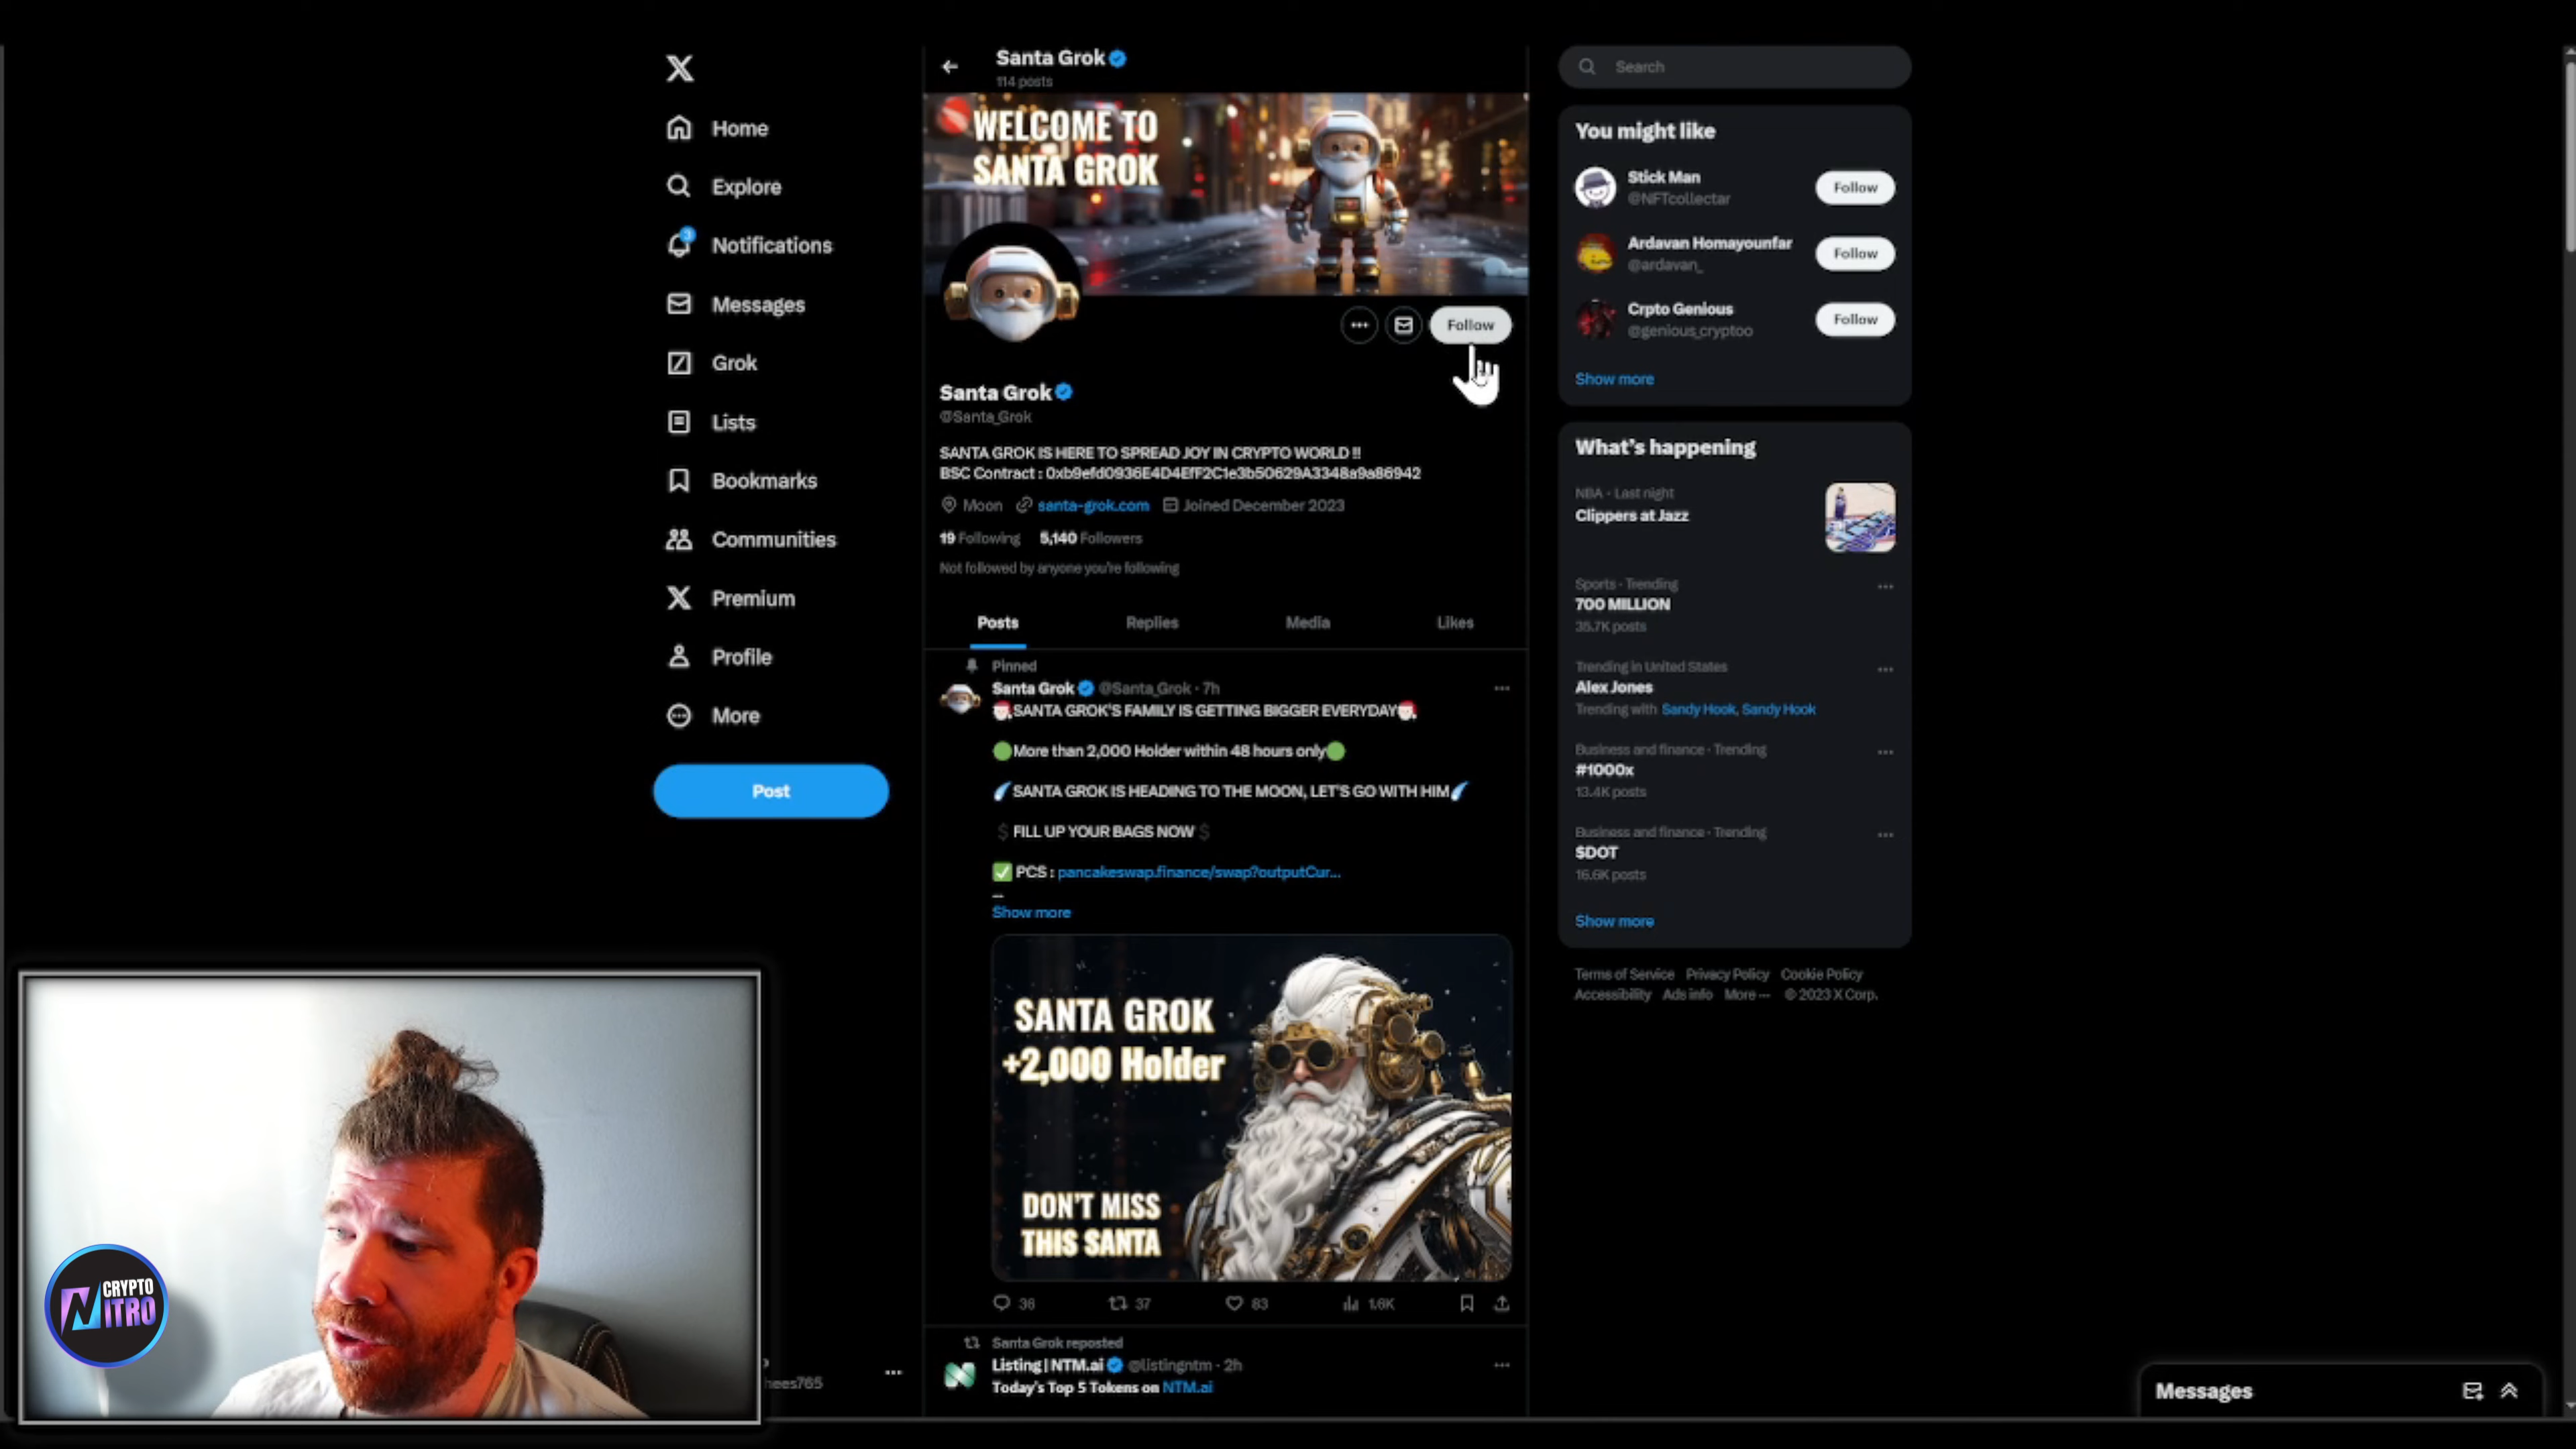 Home
Explore
3
Notifications
Messages
Grok
Lists
Bookmarks
Communities
Premium
Profile
More
Post
Santa Grok
114 posts
WELCOME TO
SANTA GROK
Follow
Santa Grok
@Santa_Grok
SANTA GROK IS HERE TO SPREAD JOY IN CRYPTO WORLD !!
BSC Contract : 0xb9efd0936E4D4EfF2C1e3b50629A3348a9a86942
Moon santa-grok.com Joined December 2023
19 Following 5,140 Followers
Not followed by anyone you're following
Posts Replies Media Likes
Pinned
Santa Grok @Santa_Grok · 7h
SANTA GROK'S FAMILY IS GETTING BIGGER EVERYDAY
More than 2,000 Holder within 48 hours only
SANTA GROK IS HEADING TO THE MOON, LET'S GO WITH HIM
$ FILL UP YOUR BAGS NOW $
PCS : pancakeswap.finance/swap?outputCur...
Show more
SANTA GROK
+2,000 Holder
DON'T MISS
THIS SANTA
36 37 83 1.6K
Santa Grok reposted
Listing | NTM.ai @listingntm · 2h
Today's Top 5 Tokens on NTM.ai
Search
You might like
Stick Man
@NFTcollectar
Follow
Ardavan Homayounfar
@ardavan_
Follow
Crpto Genious
@genious_cryptoo
Follow
Show more
What's happening
NBA · Last night
Clippers at Jazz
Sports · Trending
700 MILLION
35.7K posts
Trending in United States
Alex Jones
Trending with Sandy Hook, Sandy Hook
Business and finance · Trending
#1000x
13.4K posts
Business and finance · Trending
$DOT
16.6K posts
Show more
Terms of Service Privacy Policy Cookie Policy
Accessibility Ads info More ··· © 2023 X Corp.
Messages
CRYPTO
NITRO
hees765